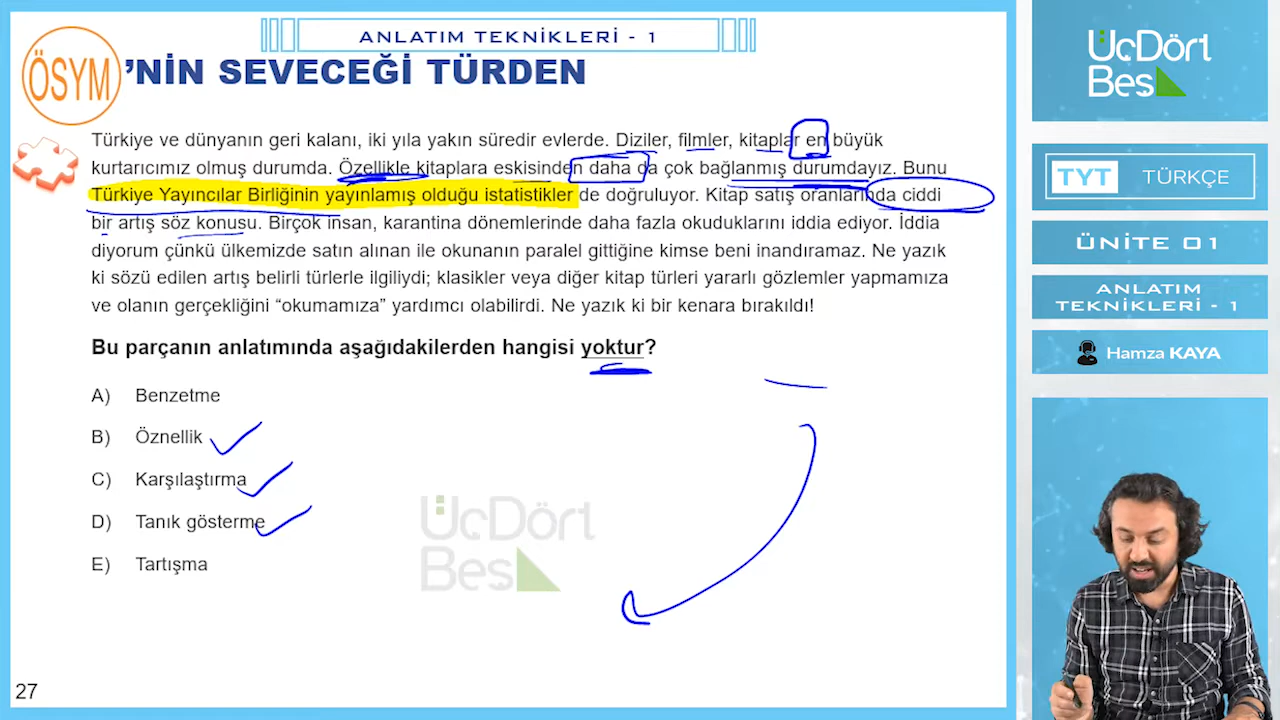 ANLATIM TEKNİKLERİ - 1
ÖSYM 'NİN SEVECEĞİ TÜRDEN
Türkiye ve dünyanın geri kalanı, iki yıla yakın süredir evlerde. Diziler, filmler, kitaplar en büyük
kurtarıcımız olmuş durumda. Özellikle kitaplara eskisinden daha da çok bağlanmış durumdayız. Bunu
Türkiye Yayıncılar Birliğinin yayınlamış olduğu istatistikler de doğruluyor. Kitap satış oranlarında ciddi
bir artış söz konusu. Birçok insan, karantina dönemlerinde daha fazla okuduklarını iddia ediyor. İddia
diyorum çünkü ülkemizde satın alınan ile okunanın paralel gittiğine kimse beni inandıramaz. Ne yazık
ki sözü edilen artış belirli türlerle ilgiliydi; klasikler veya diğer kitap türleri yararlı gözlemler yapmamıza
ve olanın gerçekliğini “okumamıza” yardımcı olabilirdi. Ne yazık ki bir kenara bırakıldı!
Bu parçanın anlatımında aşağıdakilerden hangisi yoktur?
A) Benzetme
B) Öznellik
C) Karşılaştırma
D) Tanık gösterme
E) Tartışma
ÜçDört
Beş
27
ÜçDört
Beş
TYT TÜRKÇE
ÜNİTE 01
ANLATIM
TEKNİKLERİ - 1
Hamza KAYA